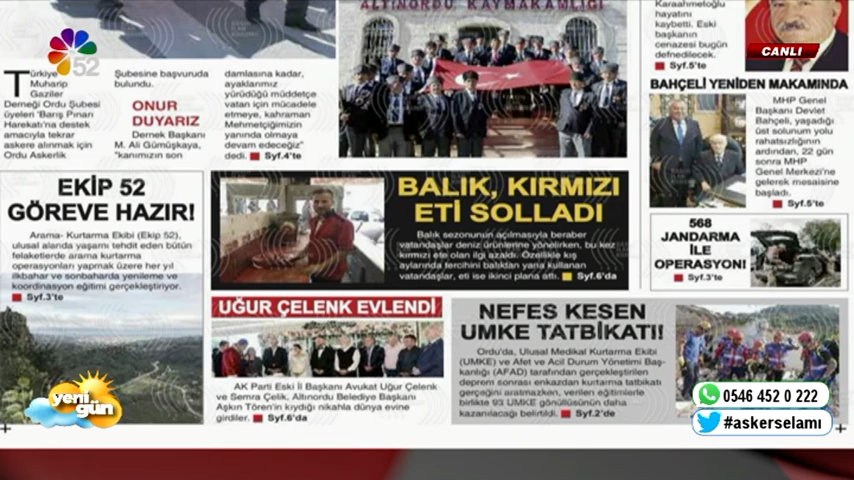 ALTINORDU KAYMAKAMLIĞI
52
CANLI
Türkiye
Muharip
Gaziler
Derneği Ordu Şubesi
üyeleri 'Barış Pınarı
Harekatı'na destek
amacıyla tekrar
askere alınmak için
Ordu Askerlik
Şubesine başvuruda
bulundu.
ONUR
DUYARIZ
Dernek Başkanı
M. Ali Gümüşkaya,
"kanımızın son
damlasına kadar,
ayaklarımız
yürüdüğü müddetçe
vatan için mücadele
etmeye, kahraman
Mehmetçiğimizin
yanında olmaya
devam edeceğiz"
dedi. Syf.4'te
Karaahmetoğlu
hayatını
kaybetti. Eski
başkanın
cenazesi bugün
defnedilecek.
Syf.5'te
BAHÇELİ YENİDEN MAKAMINDA
MHP Genel
Başkanı Devlet
Bahçeli, yaşadığı
üst solunum yolu
rahatsızlığının
ardından, 22 gün
sonra MHP
Genel Merkezi'ne
gelerek mesaisine
başladı.
Syf.5'te
EKİP 52
GÖREVE HAZIR!
Arama- Kurtarma Ekibi (Ekip 52),
ulusal alanda yaşamı tehdit eden bütün
felaketlerde arama kurtarma
operasyonları yapmak üzere her yıl
ilkbahar ve sonbaharda yenileme ve
koordinasyon eğitimi gerçekleştiriyor.
Syf.3'te
BALIK, KIRMIZI
ETİ SOLLADI
Balık sezonunun açılmasıyla beraber
vatandaşlar deniz ürünlerine yönelirken, bu kez
kırmızı ete olan ilgi azaldı. Özellikle kış
aylarında tercihini balıktan yana kullanan
vatandaşlar, eti ise ikinci plana attı. Syf.6'da
568
JANDARMA
İLE
OPERASYON!
Syf.3'te
UĞUR ÇELENK EVLENDİ
AK Parti Eski İl Başkanı Avukat Uğur Çelenk
ve Semra Çelik, Altınordu Belediye Başkanı
Aşkın Tören'in kıydığı nikahla dünya evine
girdiler. Syf.6'da
NEFES KESEN
UMKE TATBİKATI!
Ordu'da, Ulusal Medikal Kurtarma Ekibi
(UMKE) ve Afet ve Acil Durum Yönetimi Baş-
kanlığı (AFAD) tarafından gerçekleştirilen
deprem sonrası enkazdan kurtarma tatbikatı
gerçeğini aratmazken, verilen eğitimlerle
birlikte 93 UMKE gönüllüsünün daha
kazanılacağı belirtildi. Syf.2'de
yeni
gün
0546 452 0 222
#askerselamı